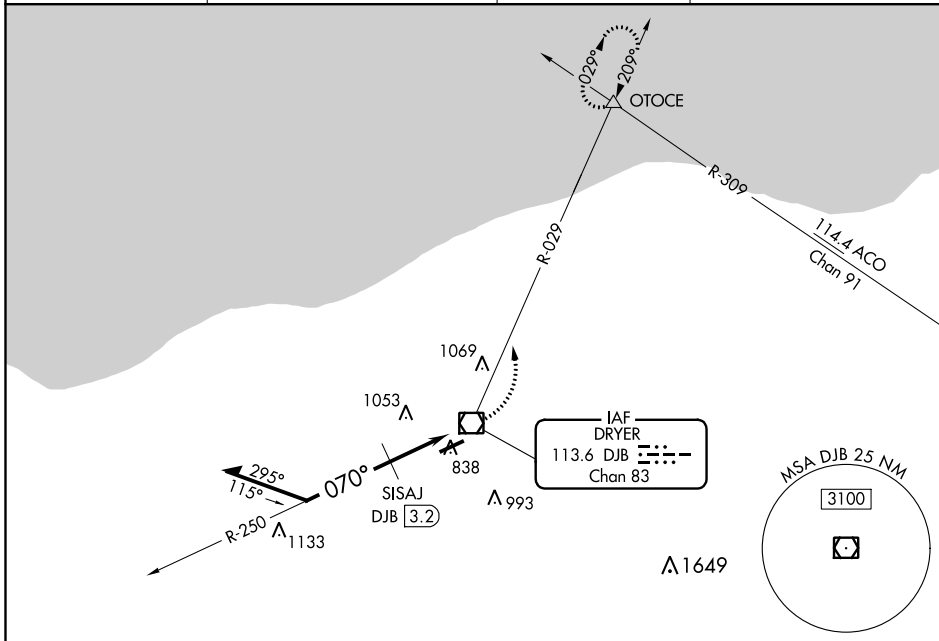 029°
209°
OTOCE
R-309
114.4 ACO
Chan 91
R-029
1069
1053
IAF
DRYER
113.6 DJB
Chan 83
838
295°
115°
070°
SISAJ
DJB 3.2
R-250
1133
993
1649
MSA DJB 25 NM
3100